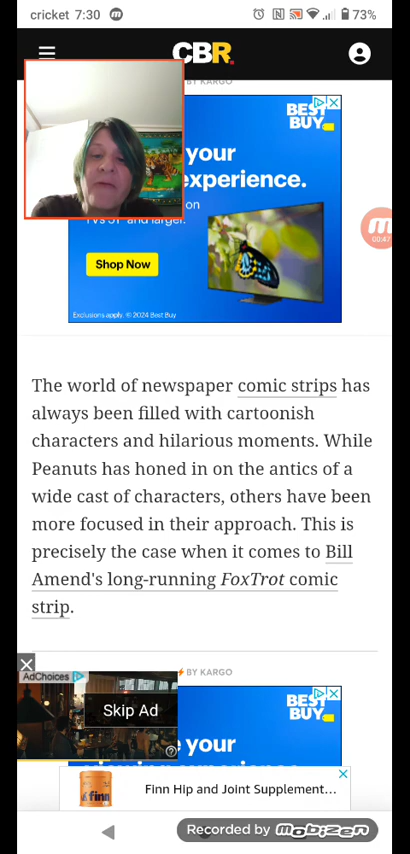 cricket 7:30 73%
CBR.
BY KARGO
BEST
BUY
your
experience.
on
TVs 51" and larger.
Shop Now
Exclusions apply. © 2024 Best Buy
00:47
The world of newspaper comic strips has
always been filled with cartoonish
characters and hilarious moments. While
Peanuts has honed in on the antics of a
wide cast of characters, others have been
more focused in their approach. This is
precisely the case when it comes to Bill
Amend's long-running FoxTrot comic
strip.
BY KARGO
AdChoices
Skip Ad
BEST
BUY
your
finn
Finn Hip and Joint Supplement...
Recorded by mobizen